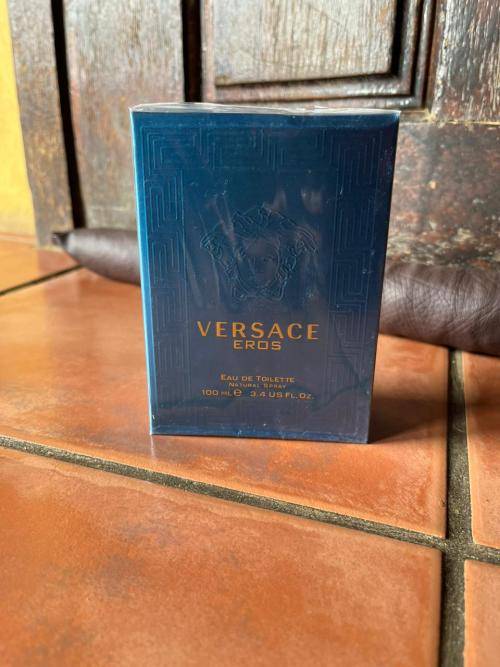 VERSACE
EROS
EAU DE TOILETTE
NATURAL SPRAY
100 ML ℮ 3.4 US FL.OZ.